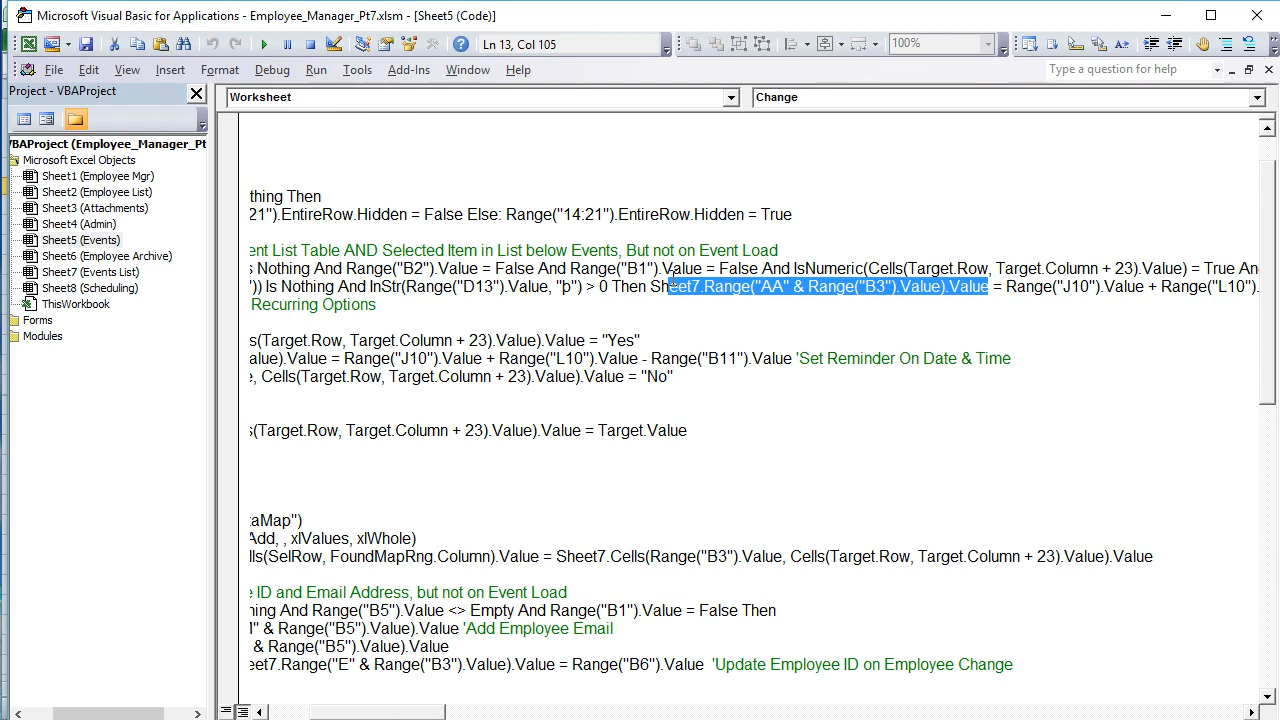 Microsoft Visual Basic for Applications - Employee_Manager_Pt7.xlsm - [Sheet5 (Code)]
Ln 13, Col 105
100%
File Edit View Insert Format Debug Run Tools Add-Ins Window Help
Type a question for help
Project - VBAProject
Worksheet
Change
VBAProject (Employee_Manager_Pt
Microsoft Excel Objects
Sheet1 (Employee Mgr)
Sheet2 (Employee List)
Sheet3 (Attachments)
Sheet4 (Admin)
Sheet5 (Events)
Sheet6 (Employee Archive)
Sheet7 (Events List)
Sheet8 (Scheduling)
ThisWorkbook
Forms
Modules
thing Then
21").EntireRow.Hidden = False Else: Range("14:21").EntireRow.Hidden = True
ent List Table AND Selected Item in List below Events, But not on Event Load
s Nothing And Range("B2").Value = False And Range("B1").Value = False And IsNumeric(Cells(Target.Row, Target.Column + 23).Value) = True An
")) Is Nothing And InStr(Range("D13").Value, "þ") > 0 Then Sheet7.Range("AA" & Range("B3").Value).Value = Range("J10").Value + Range("L10").
Recurring Options
s(Target.Row, Target.Column + 23).Value).Value = "Yes"
alue).Value = Range("J10").Value + Range("L10").Value - Range("B11").Value 'Set Reminder On Date & Time
e, Cells(Target.Row, Target.Column + 23).Value).Value = "No"
s(Target.Row, Target.Column + 23).Value).Value = Target.Value
taMap")
Add, , xlValues, xlWhole)
lls(SelRow, FoundMapRng.Column).Value = Sheet7.Cells(Range("B3").Value, Cells(Target.Row, Target.Column + 23).Value).Value
e ID and Email Address, but not on Event Load
hing And Range("B5").Value <> Empty And Range("B1").Value = False Then
" & Range("B5").Value).Value 'Add Employee Email
& Range("B5").Value).Value
eet7.Range("E" & Range("B3").Value).Value = Range("B6").Value 'Update Employee ID on Employee Change